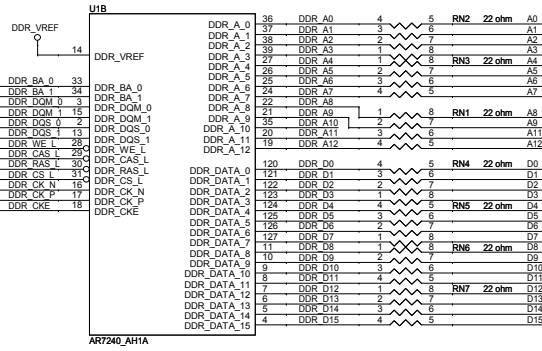 U1B
DDR_VREF
14
DDR_VREF
DDR_BA_0 33 DDR_BA_0
DDR_BA_1 34 DDR_BA_1
DDR_DQM_0 3 DDR_DQM_0
DDR_DQM_1 15 DDR_DQM_1
DDR_DQS_0 2 DDR_DQS_0
DDR_DQS_1 13 DDR_DQS_1
DDR_WE_L 28 DDR_WE_L
DDR_CAS_L 29 DDR_CAS_L
DDR_RAS_L 30 DDR_RAS_L
DDR_CS_L 31 DDR_CS_L
DDR_CK_N 16 DDR_CK_N
DDR_CK_P 17 DDR_CK_P
DDR_CKE 18 DDR_CKE
DDR_A_0 36 DDR_A0 4 5 RN2 22 ohm A0
DDR_A_1 37 DDR_A1 3 6 A1
DDR_A_2 38 DDR_A2 2 7 A2
DDR_A_3 39 DDR_A3 1 8 A3
DDR_A_4 27 DDR_A4 1 8 RN3 22 ohm A4
DDR_A_5 26 DDR_A5 2 7 A5
DDR_A_6 25 DDR_A6 3 6 A6
DDR_A_7 24 DDR_A7 4 5 A7
DDR_A_8 22 DDR_A8
DDR_A_9 21 DDR_A9 1 8 RN1 22 ohm A8
DDR_A_10 35 DDR_A10 2 7 A9
DDR_A_11 20 DDR_A11 3 6 A11
DDR_A_12 19 DDR_A12 4 5 A12
DDR_DATA_0 120 DDR_D0 4 5 RN4 22 ohm D0
DDR_DATA_1 121 DDR_D1 3 6 D1
DDR_DATA_2 122 DDR_D2 2 7 D2
DDR_DATA_3 123 DDR_D3 1 8 D3
DDR_DATA_4 124 DDR_D4 4 5 RN5 22 ohm D4
DDR_DATA_5 125 DDR_D5 3 6 D5
DDR_DATA_6 126 DDR_D6 2 7 D6
DDR_DATA_7 127 DDR_D7 1 8 D7
DDR_DATA_8 11 DDR_D8 1 8 RN6 22 ohm D8
DDR_DATA_9 10 DDR_D9 2 7 D9
DDR_DATA_10 9 DDR_D10 3 6 D10
DDR_DATA_11 8 DDR_D11 4 5 D11
DDR_DATA_12 7 DDR_D12 1 8 RN7 22 ohm D12
DDR_DATA_13 6 DDR_D13 2 7 D13
DDR_DATA_14 5 DDR_D14 3 6 D14
DDR_DATA_15 4 DDR_D15 4 5 D15
AR7240_AH1A